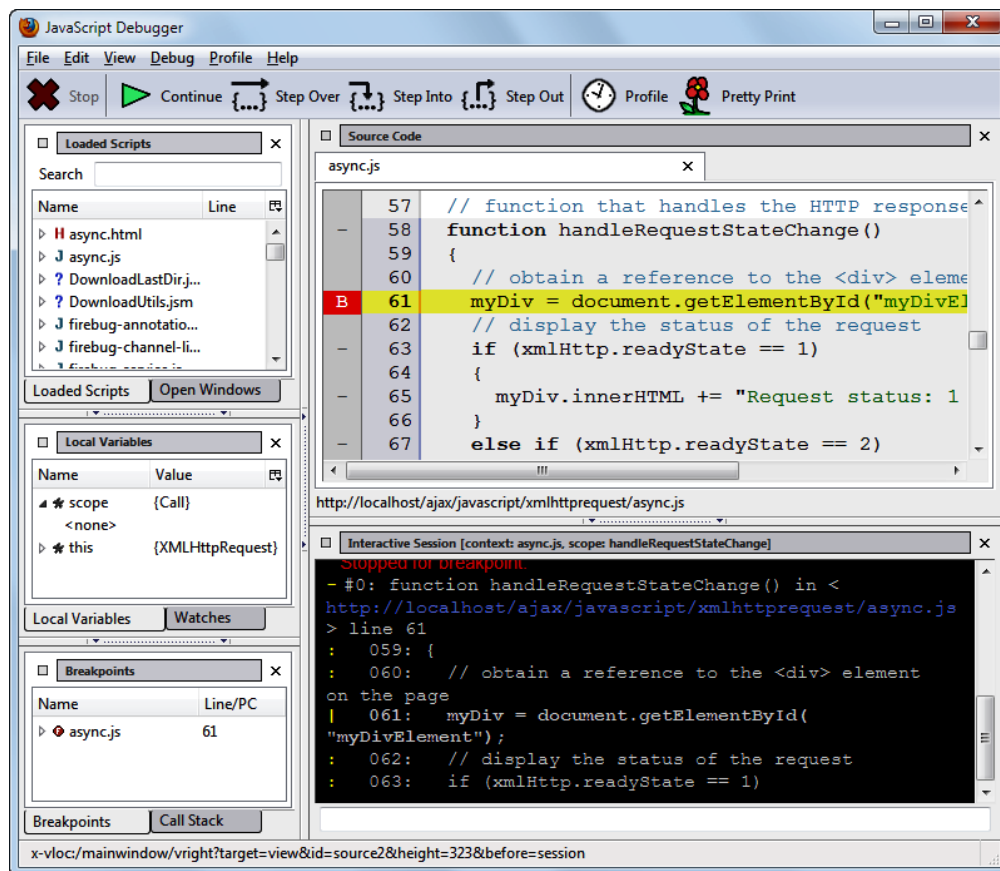 JavaScript Debugger
File Edit View Debug Profile Help
Stop Continue {...} Step Over {...} Step Into {...} Step Out Profile Pretty Print
Loaded Scripts
Search
Name Line
H async.html
J async.js
? DownloadLastDir.j...
? DownloadUtils.jsm
J firebug-annotatio...
J firebug-channel-li...
Loaded Scripts Open Windows
Local Variables
Name Value
scope {Call}
<none>
this {XMLHttpRequest}
Local Variables Watches
Breakpoints
Name Line/PC
async.js 61
Breakpoints Call Stack
Source Code
async.js
57 // function that handles the HTTP response
– 58 function handleRequestStateChange()
59 {
60 // obtain a reference to the <div> eleme
B 61 myDiv = document.getElementById("myDivEl
62 // display the status of the request
– 63 if (xmlHttp.readyState == 1)
64 {
– 65 myDiv.innerHTML += "Request status: 1
66 }
– 67 else if (xmlHttp.readyState == 2)
http://localhost/ajax/javascript/xmlhttprequest/async.js
Interactive Session [context: async.js, scope: handleRequestStateChange]
Stopped for breakpoint.
– #0: function handleRequestStateChange() in <
http://localhost/ajax/javascript/xmlhttprequest/async.js
> line 61
: 059: {
: 060: // obtain a reference to the <div> element
on the page
| 061: myDiv = document.getElementById(
"myDivElement");
: 062: // display the status of the request
: 063: if (xmlHttp.readyState == 1)
x-vloc:/mainwindow/vright?target=view&id=source2&height=323&before=session